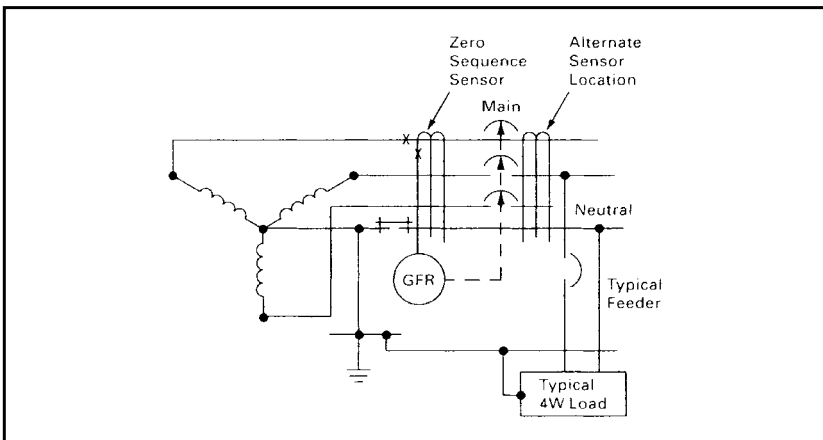 Zero
Sequence
Sensor
Alternate
Sensor
Location
Main
Neutral
GFR
Typical
Feeder
Typical
4W Load